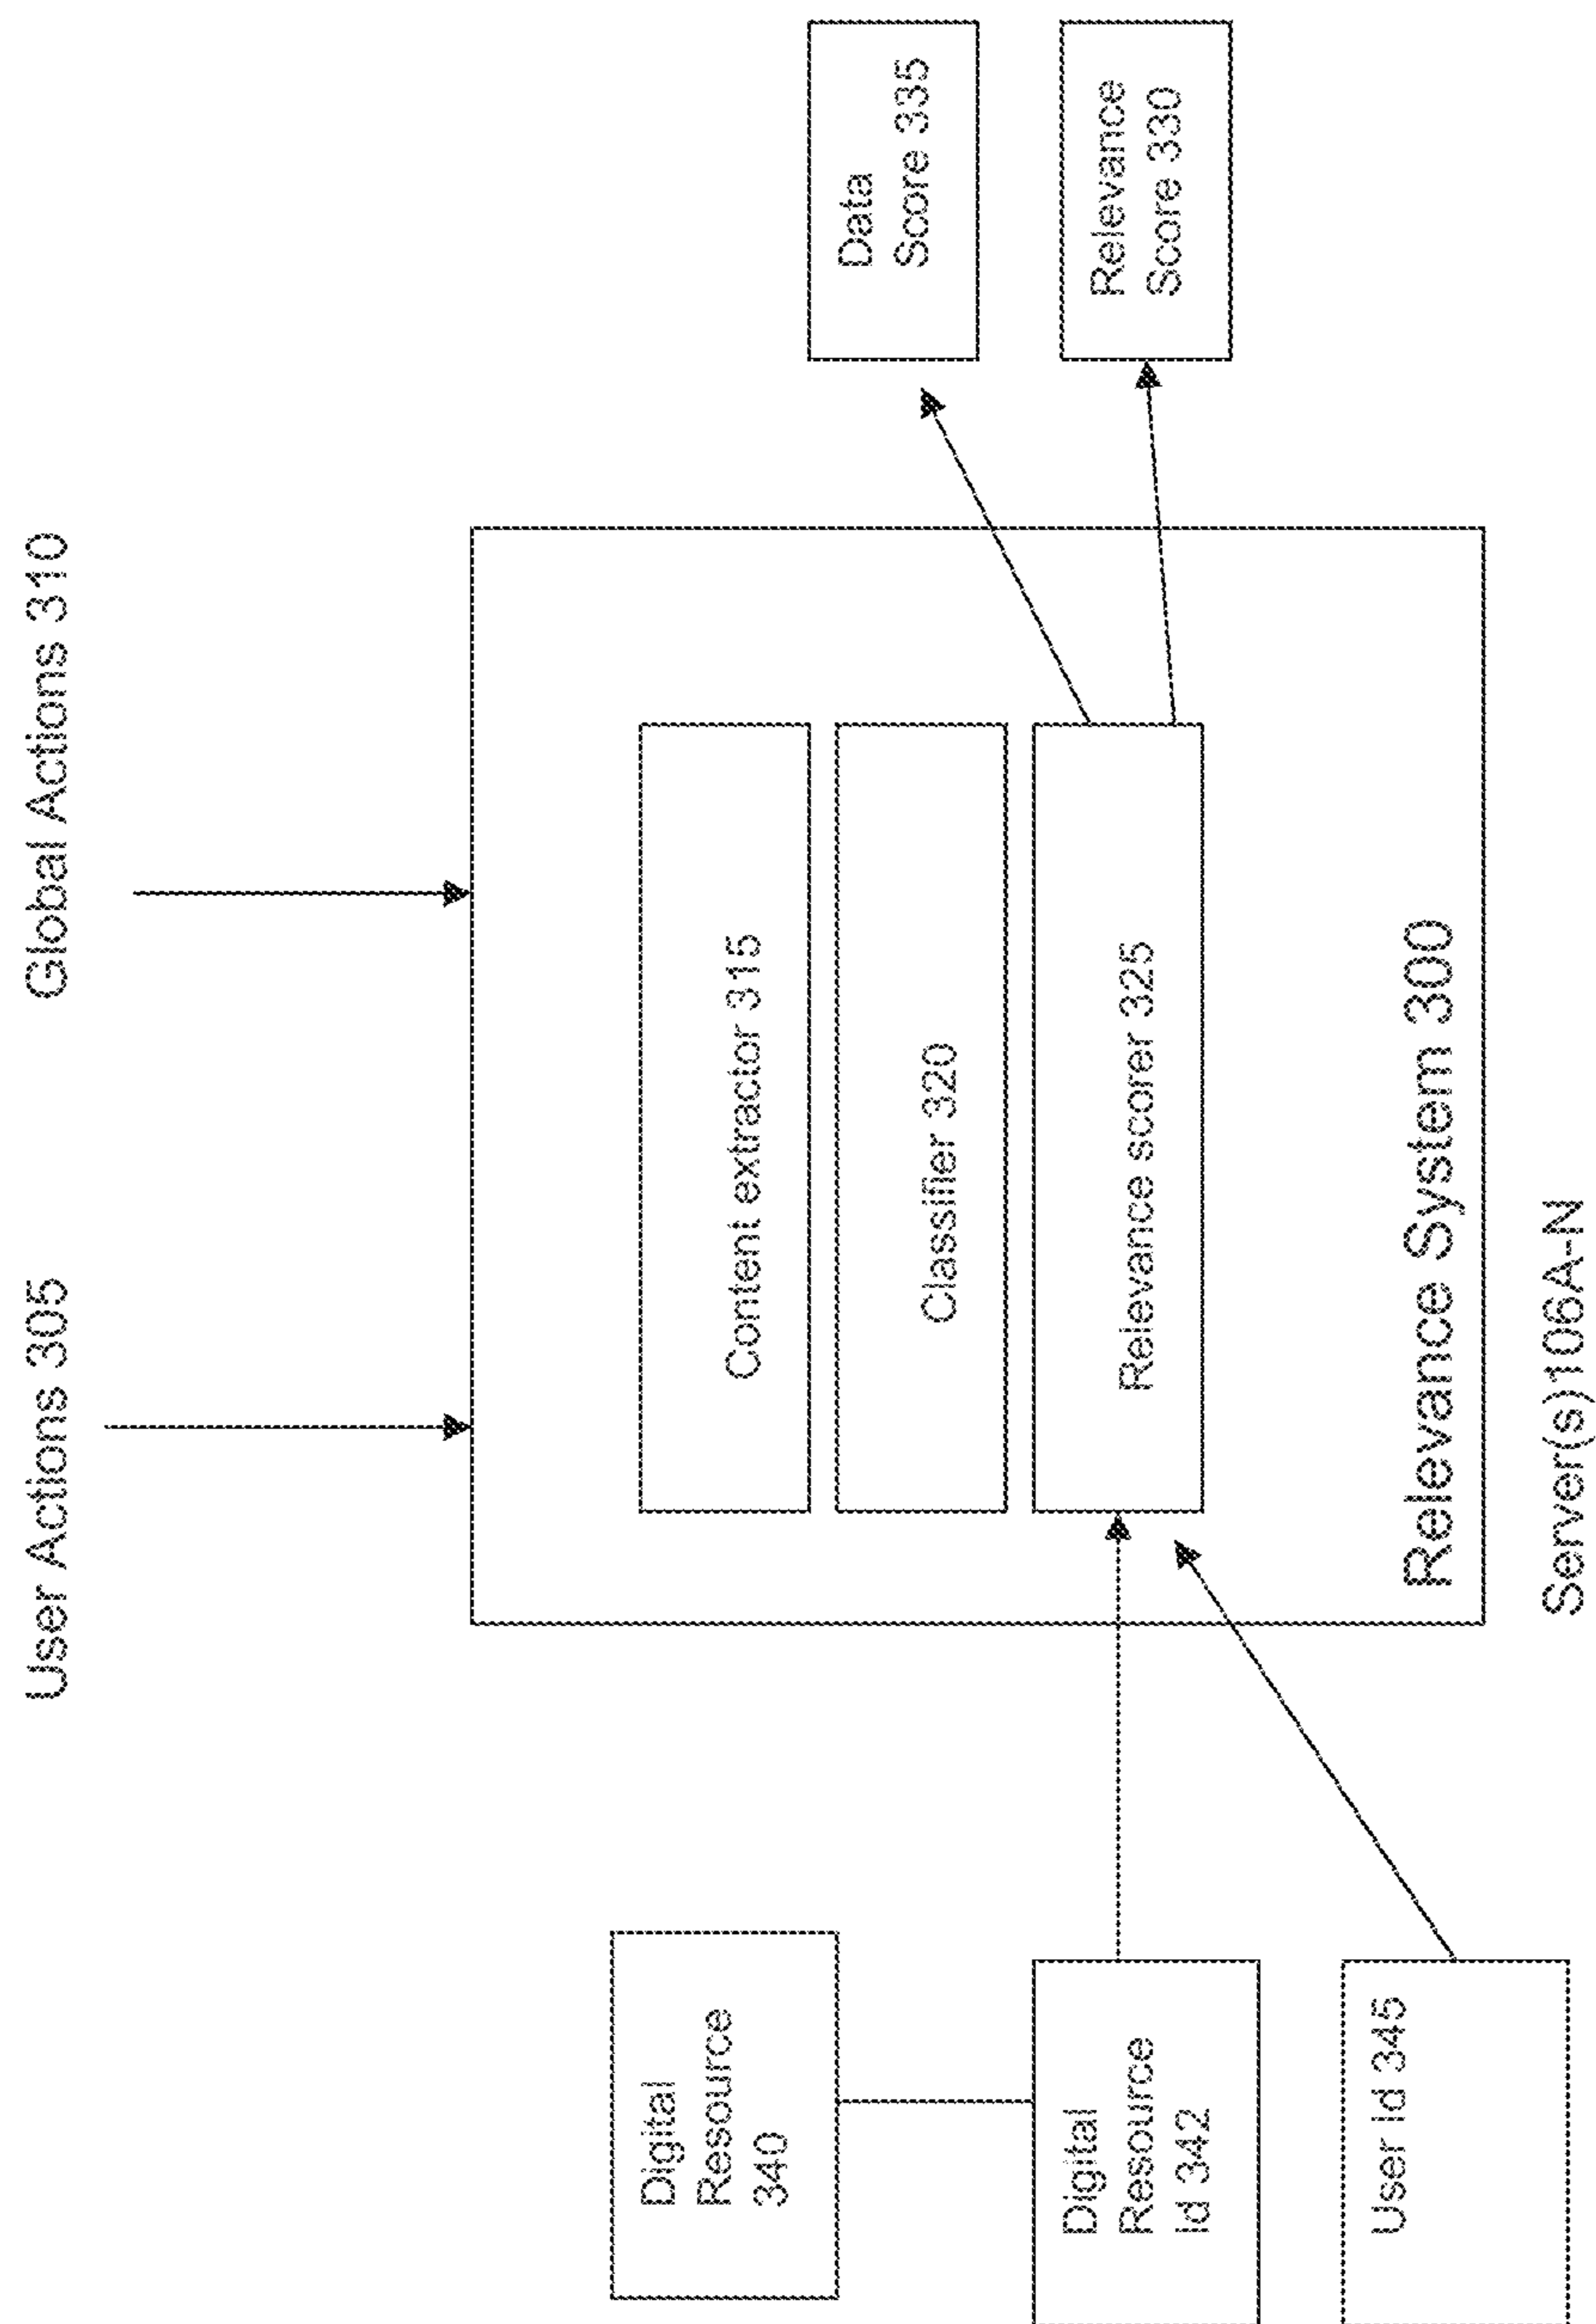 User Actions 305
Global Actions 310
Digital
Resource
340
Digital
Resource
Id 342
User Id 345
Content extractor 315
Classifier 320
Relevance scorer 325
Relevance System 300
Server(s)106A-N
Data
Score 335
Relevance
Score 330